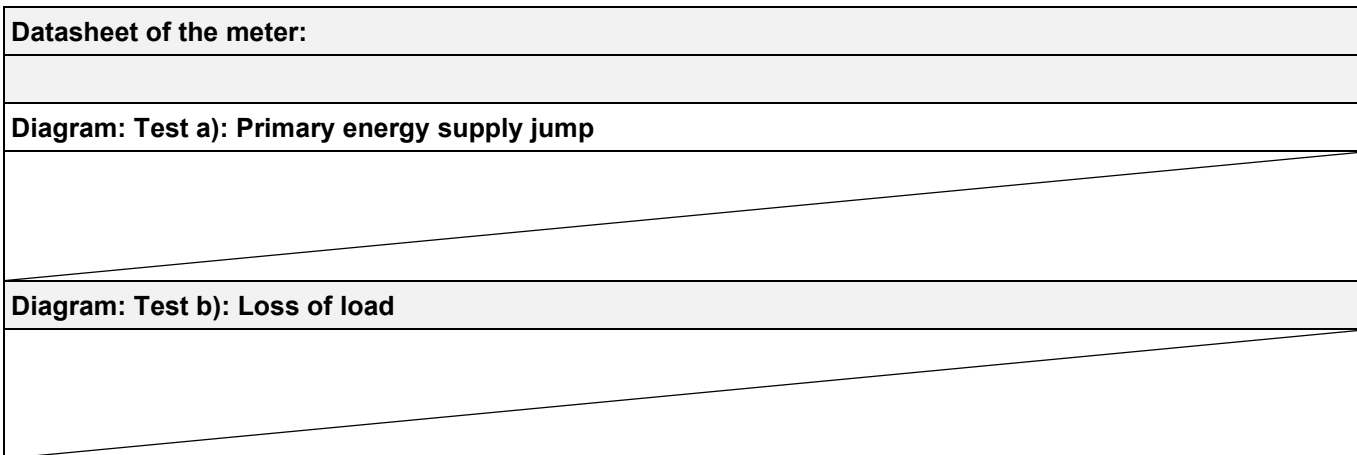 Datasheet of the meter:
Diagram: Test a): Primary energy supply jump
Diagram: Test b): Loss of load